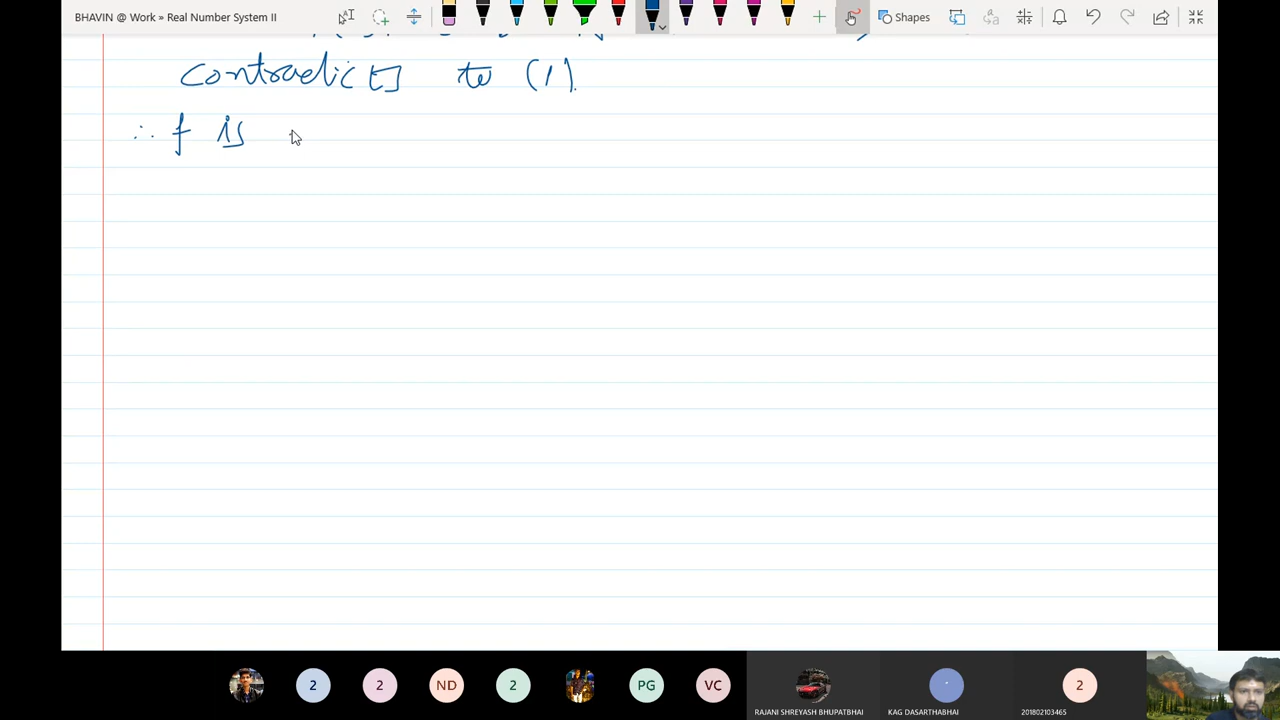 BHAVIN @ Work » Real Number System II
Shapes
Contradic[t] to (1).
∴ f is
2
2
ND
2
PG
VC
2
RAJANI SHREYASH BHUPATBHAI
KAG DASARTHABHAI
201802103465